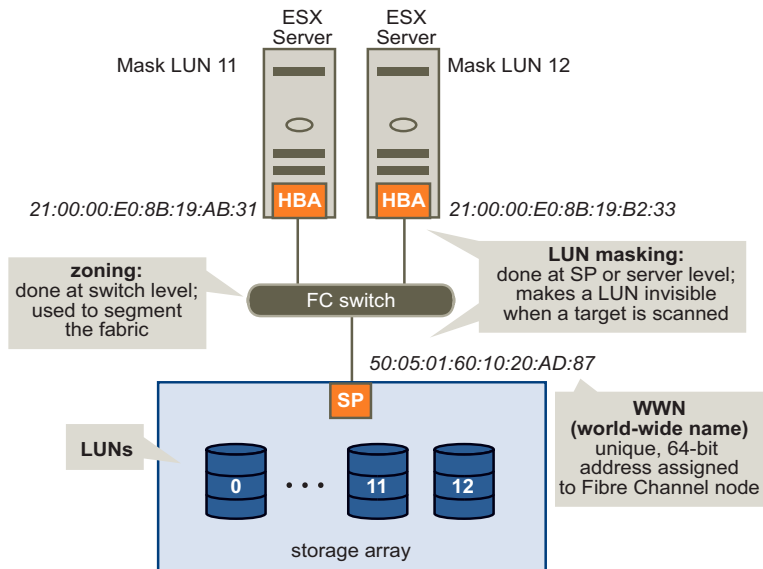 ESX
Server
ESX
Server
Mask LUN 11
Mask LUN 12
HBA
HBA
21:00:00:E0:8B:19:AB:31
21:00:00:E0:8B:19:B2:33
zoning:
done at switch level;
used to segment
the fabric
LUN masking:
done at SP or server level;
makes a LUN invisible
when a target is scanned
FC switch
50:05:01:60:10:20:AD:87
SP
WWN
(world-wide name)
unique, 64-bit
address assigned
to Fibre Channel node
LUNs
0 • • • 11 12
storage array